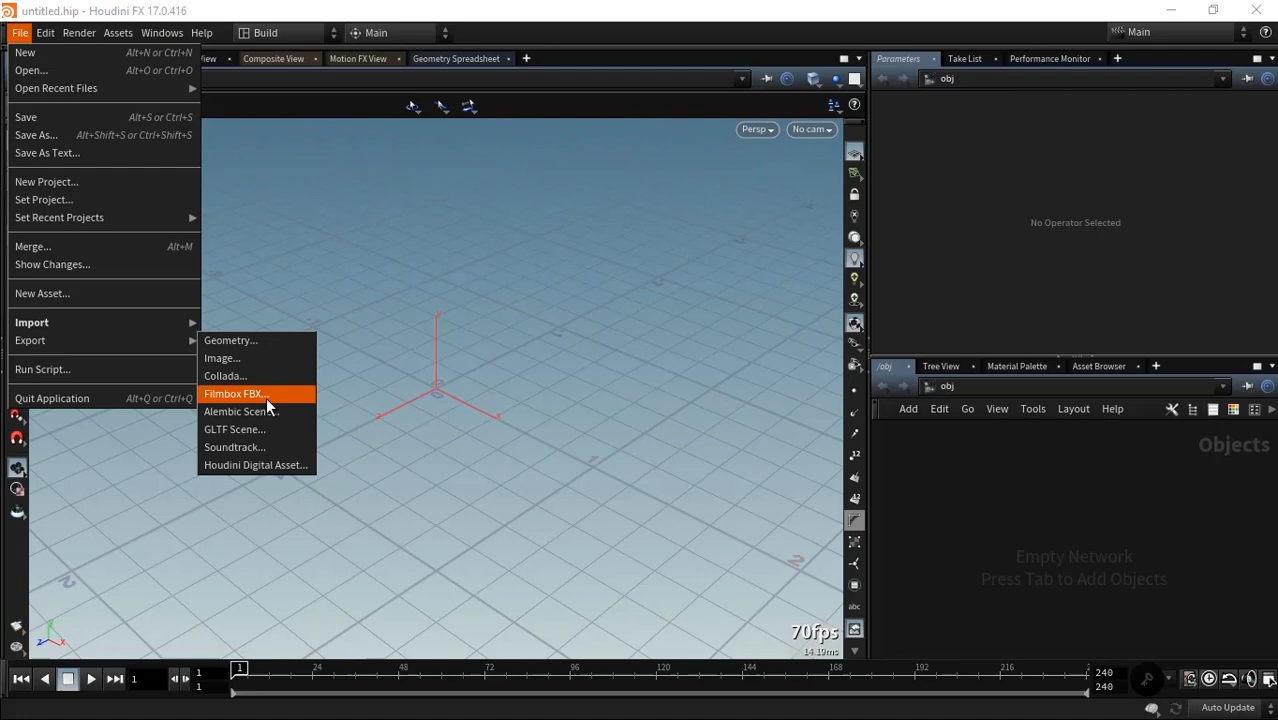 untitled.hip - Houdini FX 17.0.416
File Edit Render Assets Windows Help Build Main Main
New Alt+N or Ctrl+N
Open... Alt+O or Ctrl+O
Open Recent Files
Save Alt+S or Ctrl+S
Save As... Alt+Shift+S or Ctrl+Shift+S
Save As Text...
New Project...
Set Project...
Set Recent Projects
Merge... Alt+M
Show Changes...
New Asset...
Import
Export
Run Script...
Quit Application Alt+Q or Ctrl+Q
Geometry...
Image...
Collada...
Filmbox FBX...
Alembic Scen
GLTF Scene...
Soundtrack...
Houdini Digital Asset...
View Composite View Motion FX View Geometry Spreadsheet
Persp No cam
70fps
14.19ms
Parameters Take List Performance Monitor
obj
No Operator Selected
/obj Tree View Material Palette Asset Browser
obj
Add Edit Go View Tools Layout Help
Objects
Empty Network
Press Tab to Add Objects
12
12
abc
1 1 1 1 24 48 72 96 120 144 168 192 216 240 240
Auto Update